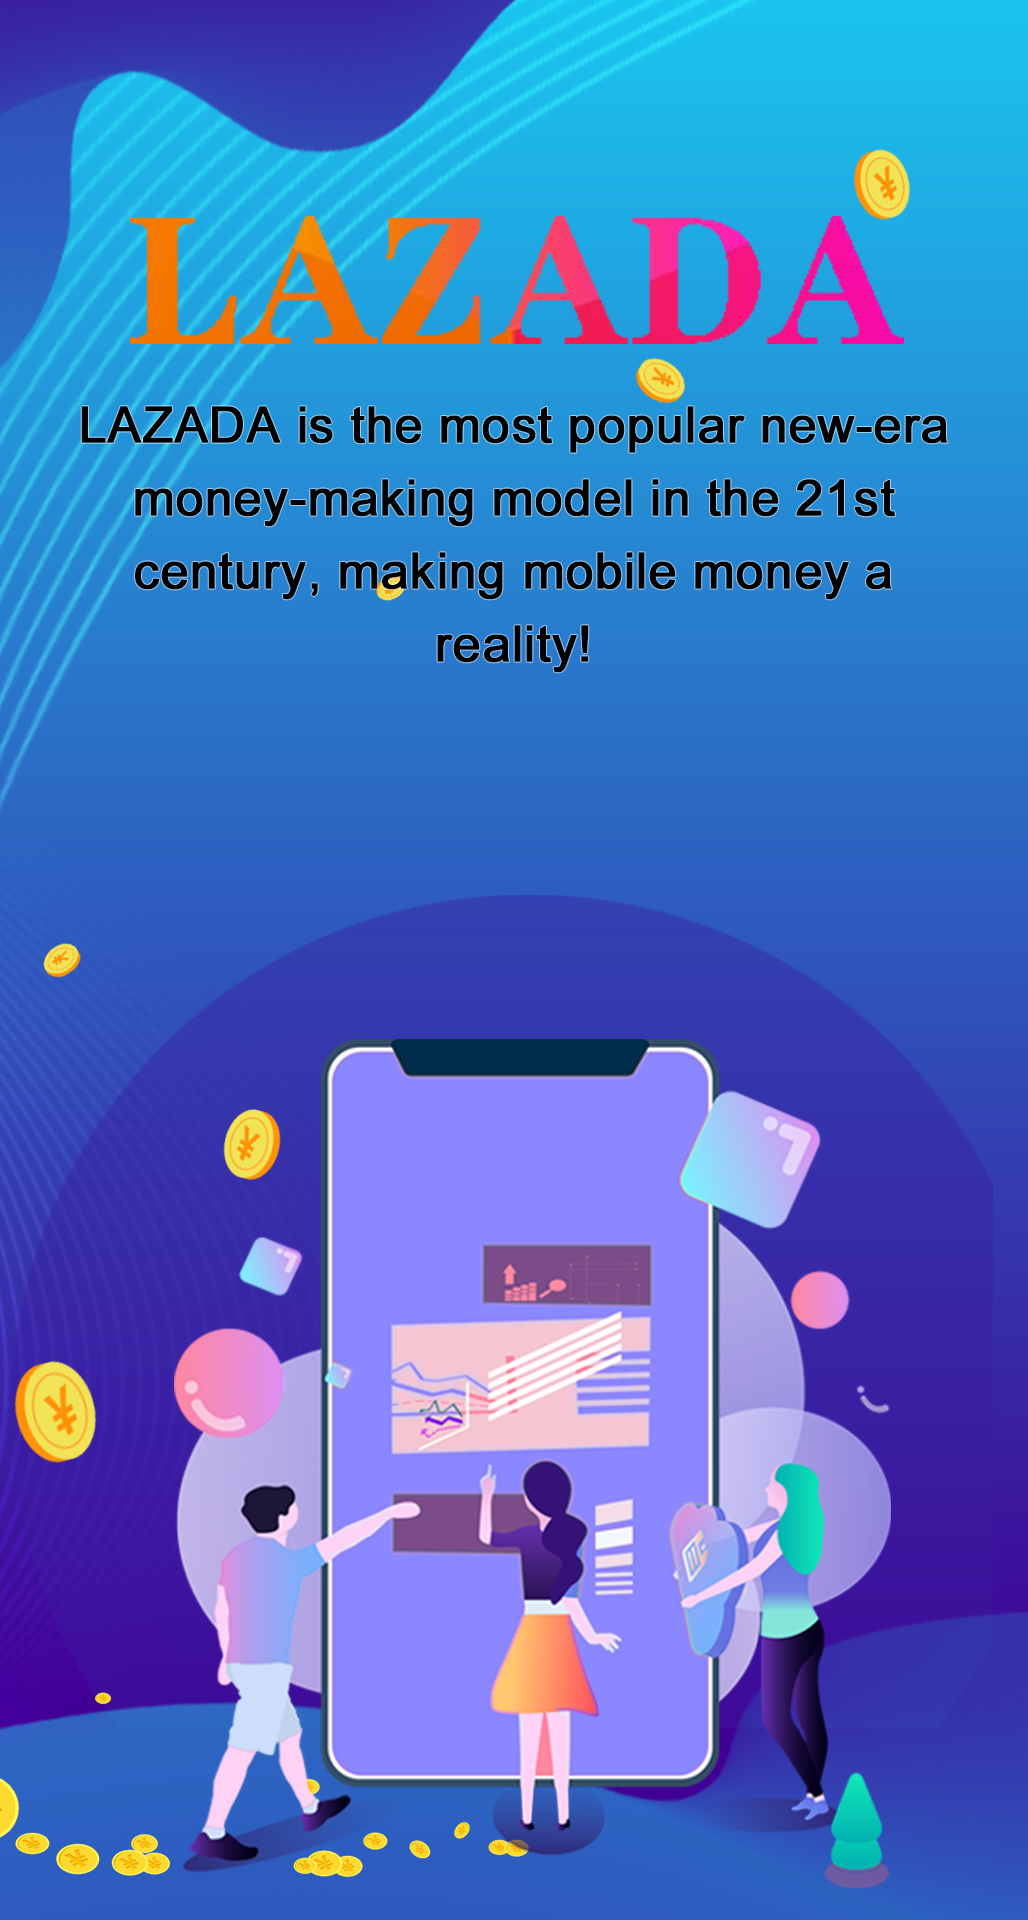 LAZADA
LAZADA is the most popular new-era
money-making model in the 21st
century, making mobile money a
reality!